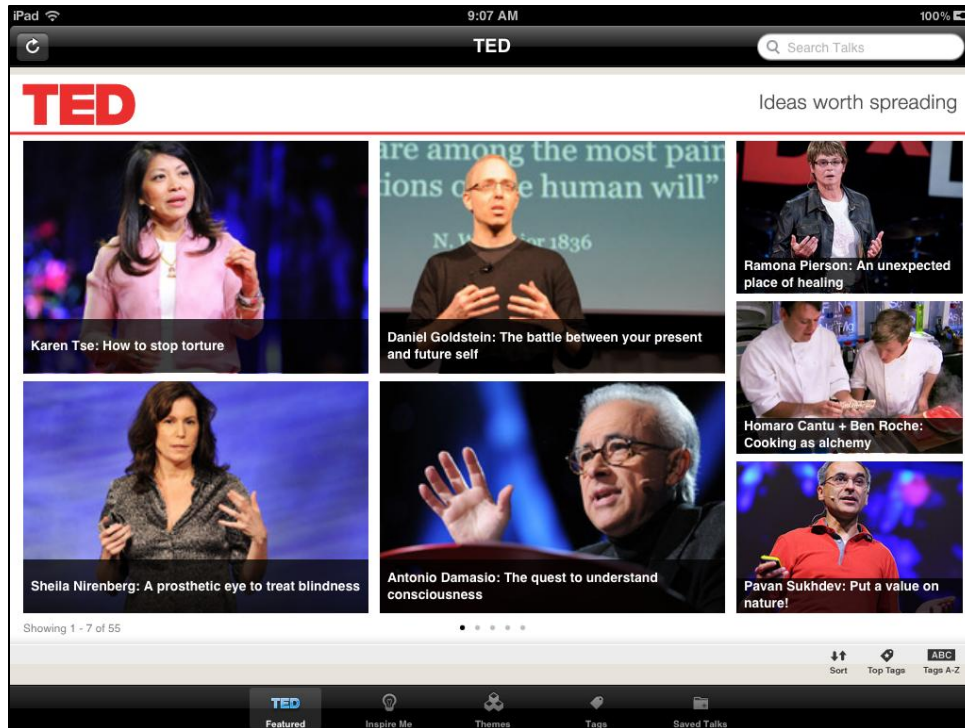 iPad 9:07 AM 100%
TED
Search Talks
TED
Ideas worth spreading
Karen Tse: How to stop torture
are among the most pain
tions human will”
N. 1836
Daniel Goldstein: The battle between your present
and future self
Ramona Pierson: An unexpected
place of healing
Homaro Cantu + Ben Roche:
Cooking as alchemy
Sheila Nirenberg: A prosthetic eye to treat blindness
Antonio Damasio: The quest to understand
consciousness
Pavan Sukhdev: Put a value on
nature!
Showing 1 - 7 of 55
ABC
Sort Top Tags Tags A-Z
TED
Featured Inspire Me Themes Tags Saved Talks